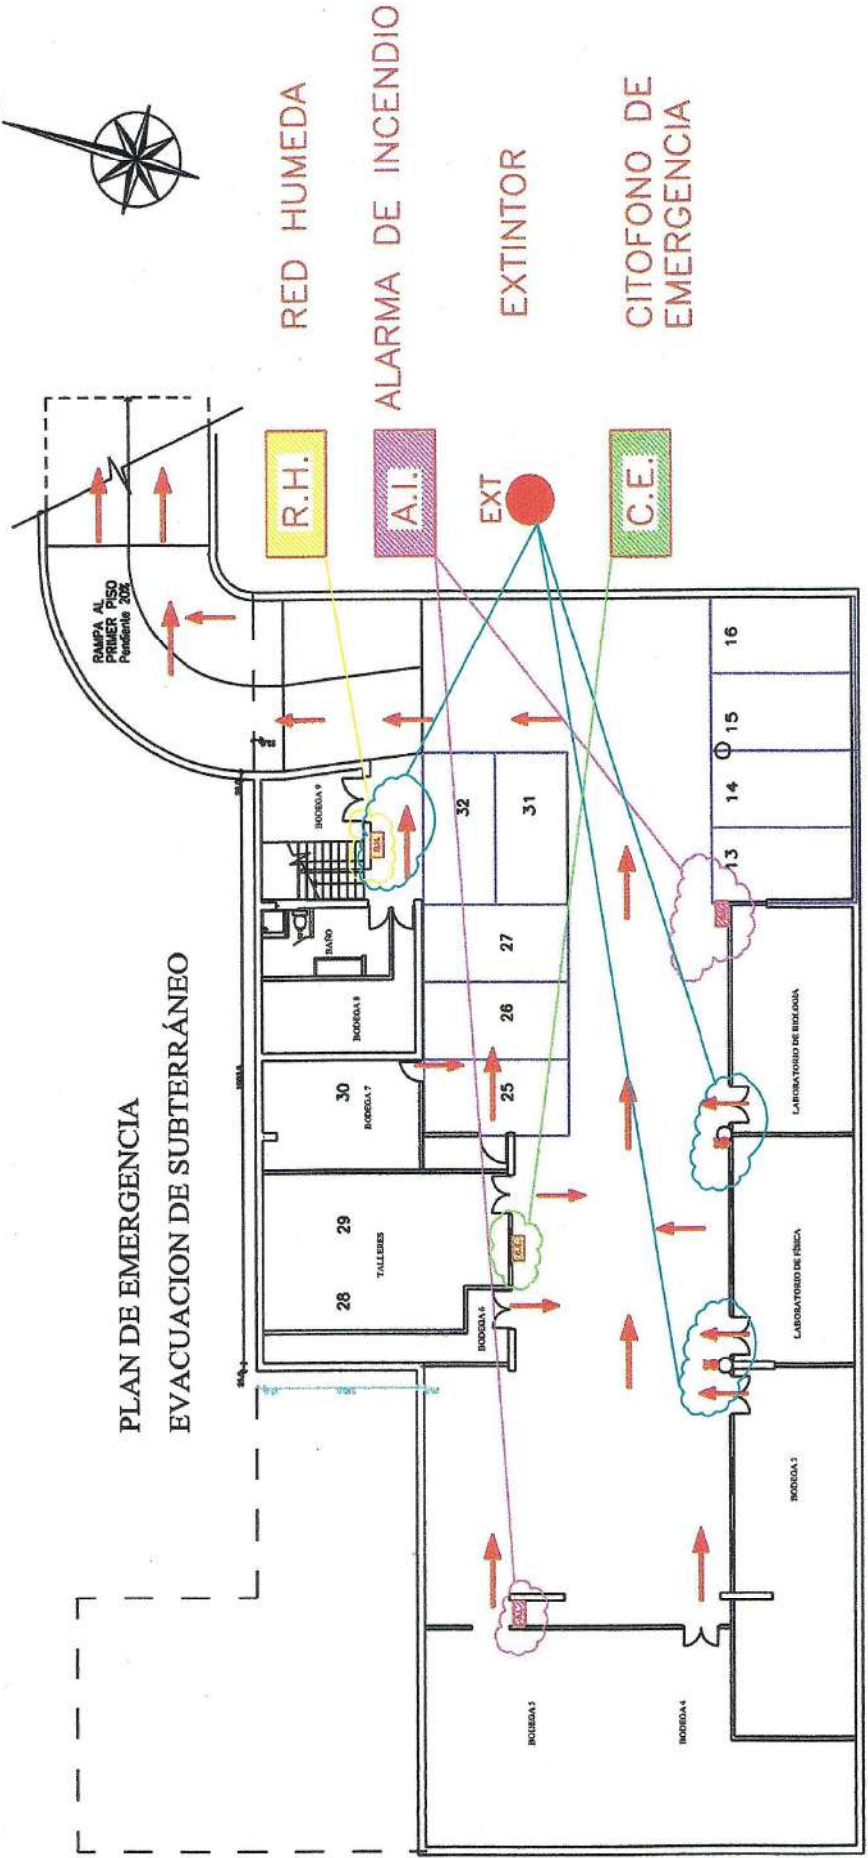 PLAN DE EMERGENCIA
EVACUACION DE SUBTERRÁNEO
RAMPA AL
PRIMER PISO
Pendiente 20%
R.H.
RED HUMEDA
A.I.
ALARMA DE INCENDIO
EXT
EXTINTOR
C.E.
CITOFONO DE
EMERGENCIA
BODEGA 9
BAÑO
BODEGA 8
30
BODEGA 7
29
28
TALLERES
BODEGA 6
32
31
27
26
25
16
15
14
13
LABORATORIO DE BIOLOGIA
LABORATORIO DE FÍSICA
BODEGA 3
BODEGA 5
BODEGA 4